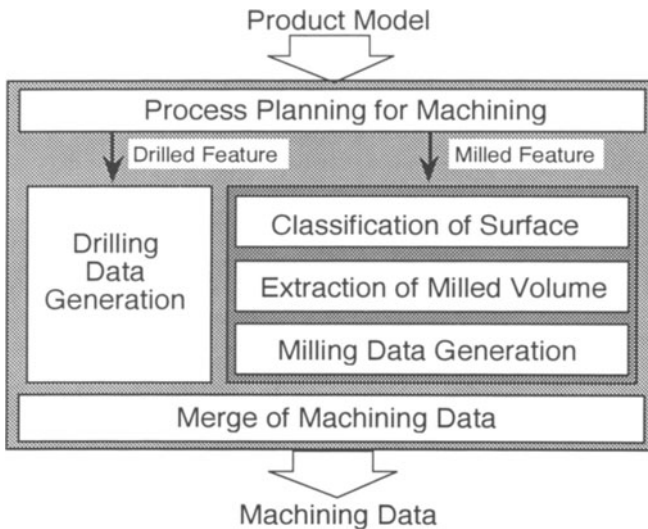 Product Model
Process Planning for Machining
Drilled Feature
Milled Feature
Drilling
Data
Generation
Classification of Surface
Extraction of Milled Volume
Milling Data Generation
Merge of Machining Data
Machining Data